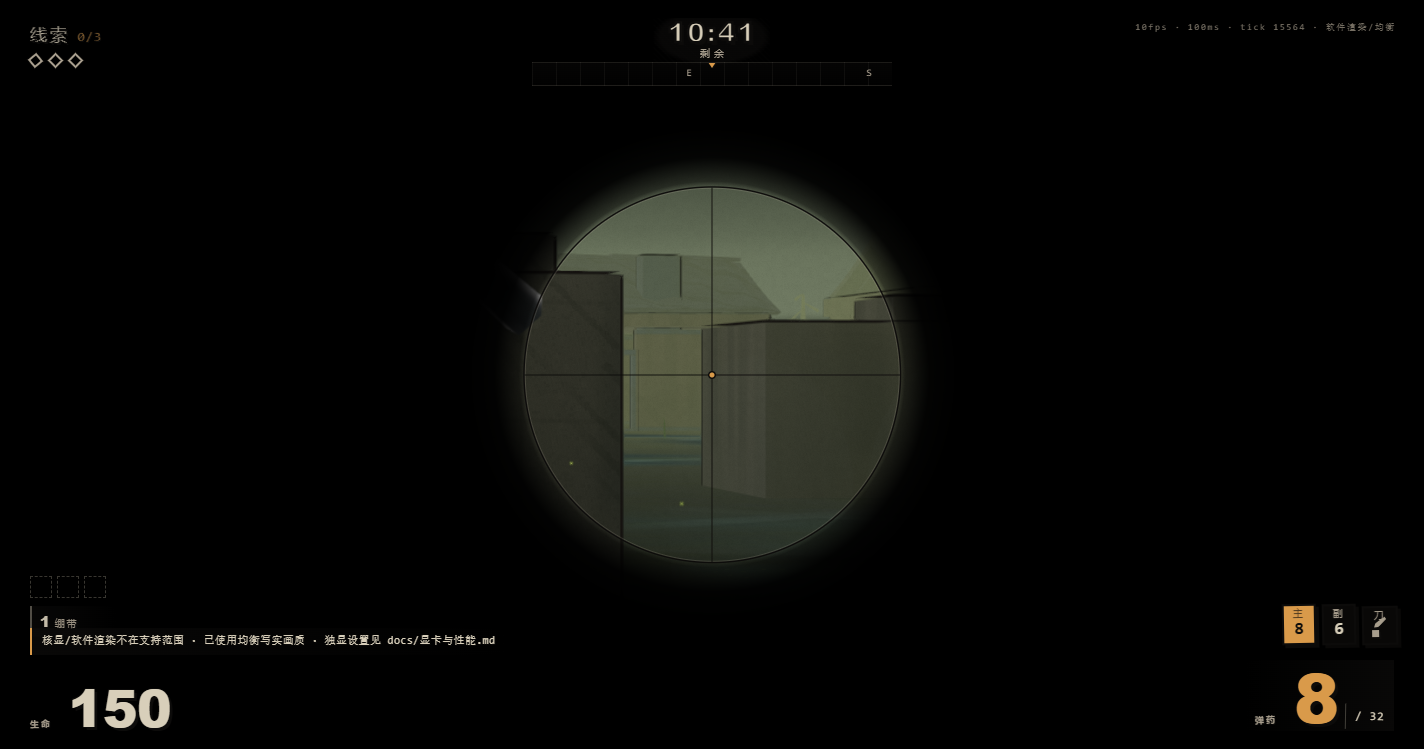 线索 0/3
10:41
剩余
10fps · 100ms · tick 15564 · 软件渲染/均衡
E S
1 绷带
核显/软件渲染不在支持范围 · 已使用均衡写实画质 · 独显设置见 docs/显卡与性能.md
主 副 刀
8 6
生命 150
弹药 8 / 32